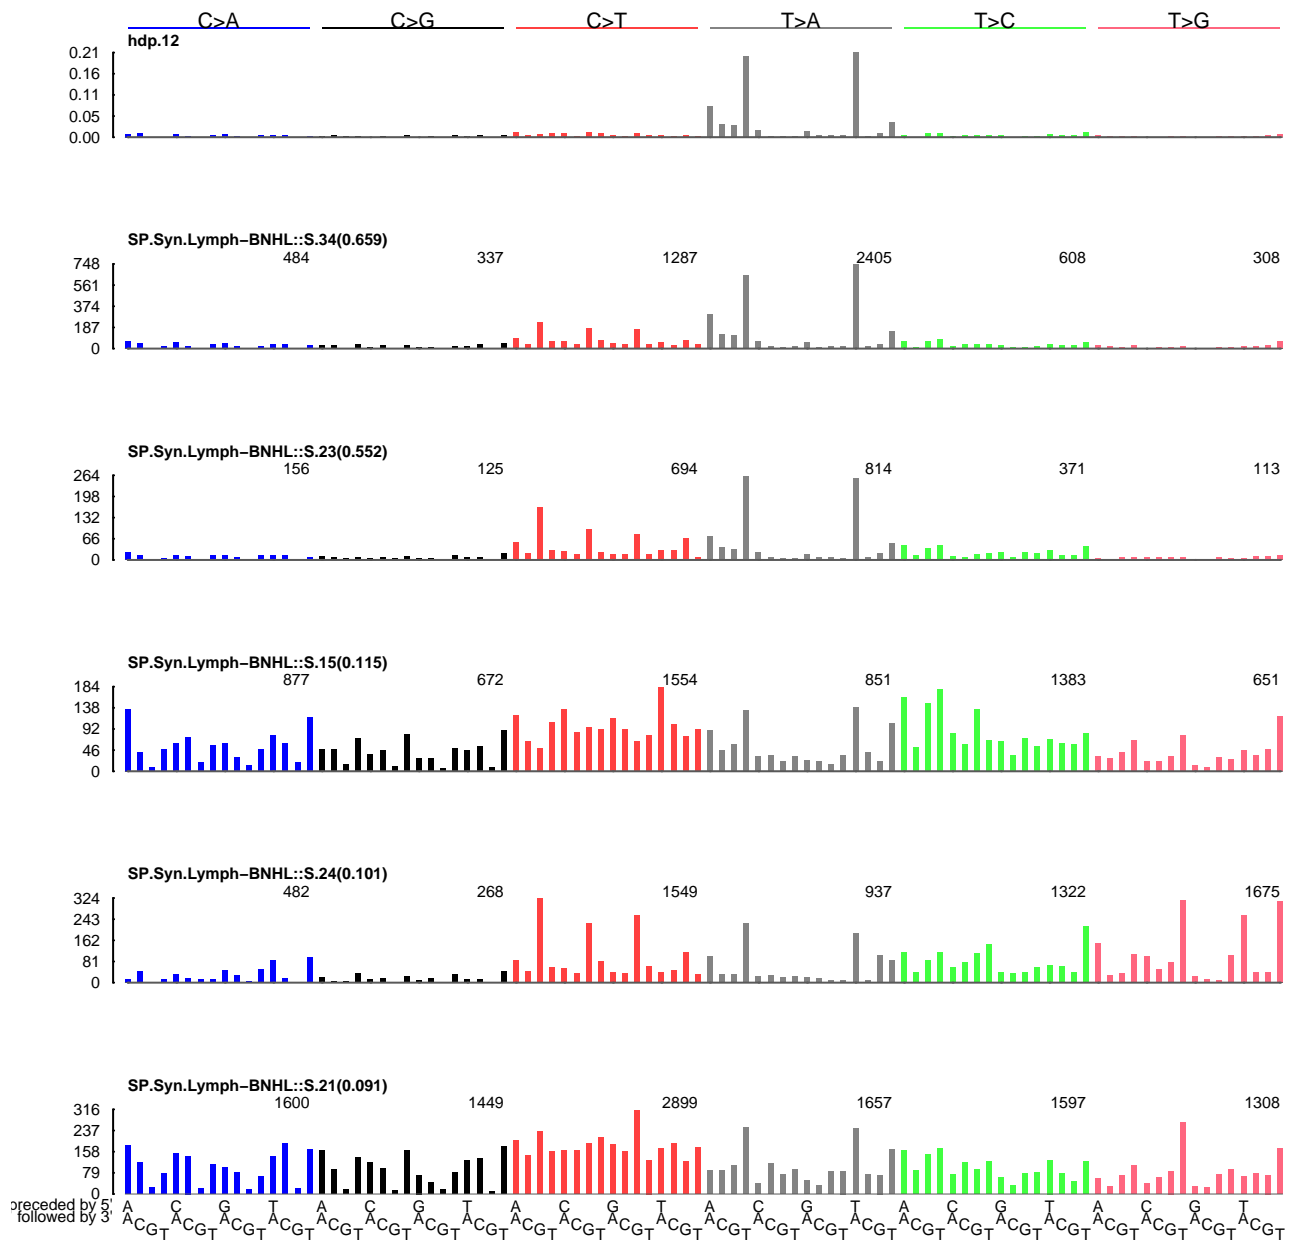 C>A C>G C>T T>A T>C T>G
hdp.12
0.21
0.16
0.11
0.05
0.00
SP.Syn.Lymph−BNHL::S.34(0.659)
484 337 1287 2405 608 308
748
561
374
187
0
SP.Syn.Lymph−BNHL::S.23(0.552)
156 125 694 814 371 113
264
198
132
66
0
SP.Syn.Lymph−BNHL::S.15(0.115)
877 672 1554 851 1383 651
184
138
92
46
0
SP.Syn.Lymph−BNHL::S.24(0.101)
482 268 1549 937 1322 1675
324
243
162
81
0
SP.Syn.Lymph−BNHL::S.21(0.091)
1600 1449 2899 1657 1597 1308
316
237
158
79
0
preceded by 5' A C G T A C G T A C G T A C G T A C G T A C G T
followed by 3' A C G T A C G T A C G T A C G T A C G T A C G T A C G T A C G T A C G T A C G T A C G T A C G T A C G T A C G T A C G T A C G T A C G T A C G T A C G T A C G T A C G T A C G T A C G T A C G T